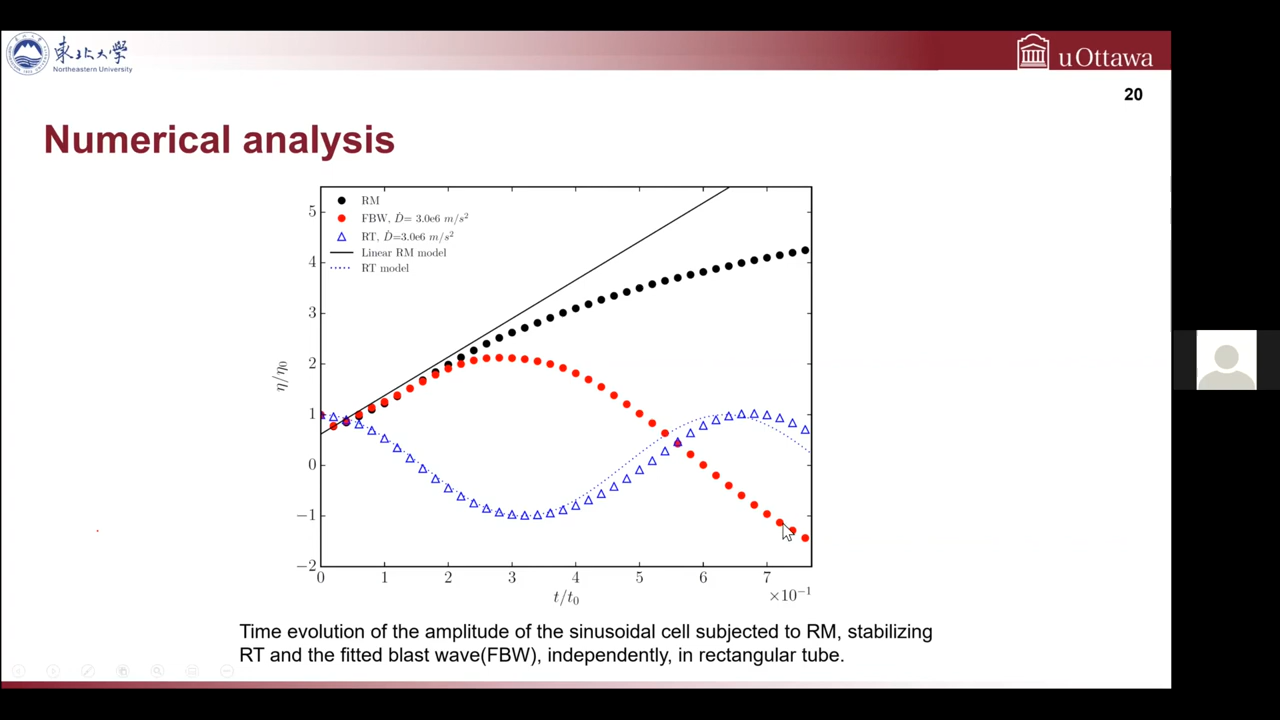 東北大学
Northeastern University
uOttawa
20
Numerical analysis
RM
FBW, Ḋ= 3.0e6 m/s²
RT, Ḋ=3.0e6 m/s²
Linear RM model
RT model
5
4
3
2
1
0
−1
−2
η/η₀
0 1 2 3 4 5 6 7
t/t₀
×10⁻¹
Time evolution of the amplitude of the sinusoidal cell subjected to RM, stabilizing
RT and the fitted blast wave(FBW), independently, in rectangular tube.